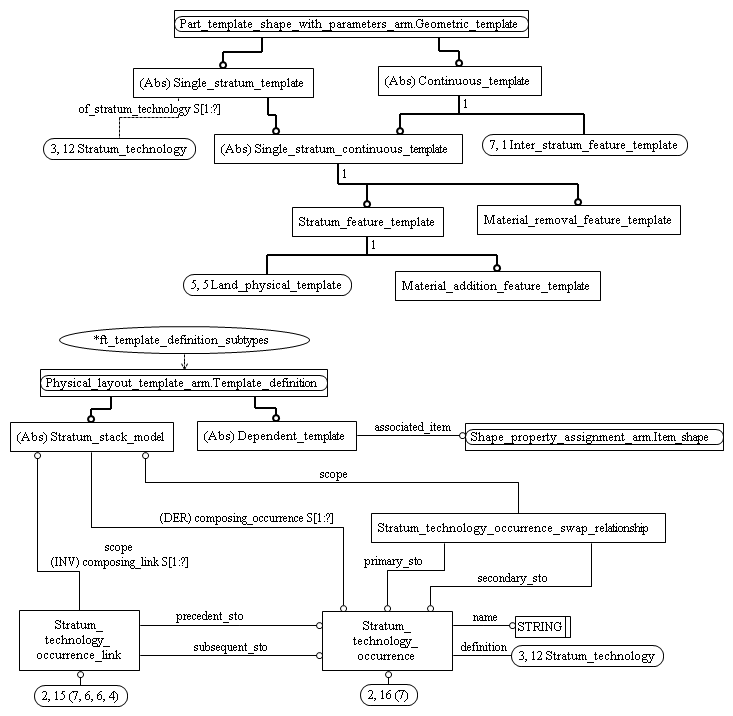 Part_template_shape_with_parameters_arm.Geometric_template
(Abs) Single_stratum_template
(Abs) Continuous_template
of_stratum_technology S[1:?]
1
3, 12 Stratum_technology
(Abs) Single_stratum_continuous_template
7, 1 Inter_stratum_feature_template
1
Stratum_feature_template
Material_removal_feature_template
1
5, 5 Land_physical_template
Material_addition_feature_template
*ft_template_definition_subtypes
Physical_layout_template_arm.Template_definition
(Abs) Stratum_stack_model
(Abs) Dependent_template
associated_item
Shape_property_assignment_arm.Item_shape
scope
(DER) composing_occurrence S[1:?]
Stratum_technology_occurrence_swap_relationship
scope
(INV) composing_link S[1:?]
primary_sto
secondary_sto
Stratum_
technology_
occurrence_link
precedent_sto
subsequent_sto
Stratum_
technology_
occurrence
name
STRING
definition
3, 12 Stratum_technology
2, 15 (7, 6, 6, 4)
2, 16 (7)